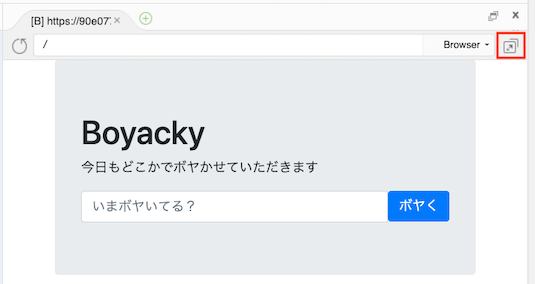 [B] https://90e07
/
Browser
Boyacky
今日もどこかでボヤかせていただきます
いまボヤいてる？
ボヤく